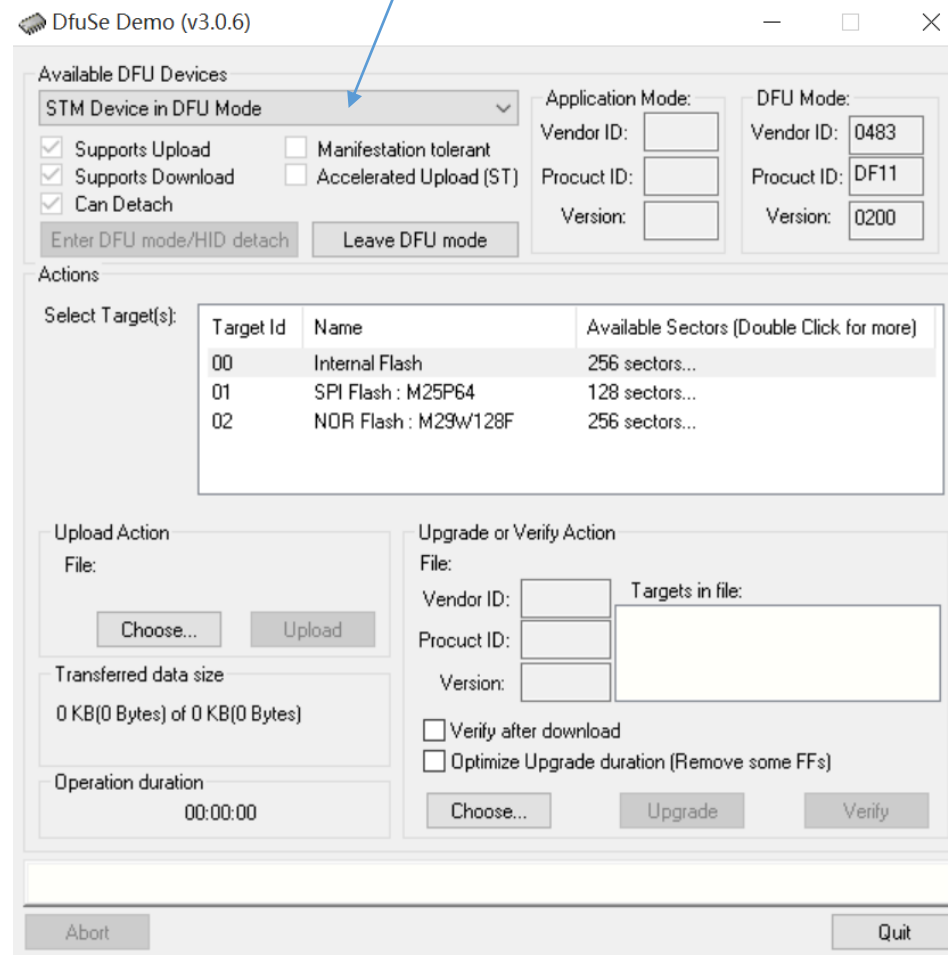 DfuSe Demo (v3.0.6)
Available DFU Devices
STM Device in DFU Mode
Supports Upload
Manifestation tolerant
Supports Download
Accelerated Upload (ST)
Can Detach
Enter DFU mode/HID detach
Leave DFU mode
Application Mode:
Vendor ID:
Procuct ID:
Version:
DFU Mode:
Vendor ID: 0483
Procuct ID: DF11
Version: 0200
Actions
Select Target(s):
Target Id Name Available Sectors (Double Click for more)
00 Internal Flash 256 sectors...
01 SPI Flash : M25P64 128 sectors...
02 NOR Flash : M29W128F 256 sectors...
Upload Action
File:
Choose... Upload
Transferred data size
0 KB(0 Bytes) of 0 KB(0 Bytes)
Operation duration
00:00:00
Upgrade or Verify Action
File:
Vendor ID:
Procuct ID:
Version:
Targets in file:
Verify after download
Optimize Upgrade duration (Remove some FFs)
Choose... Upgrade Verify
Abort Quit